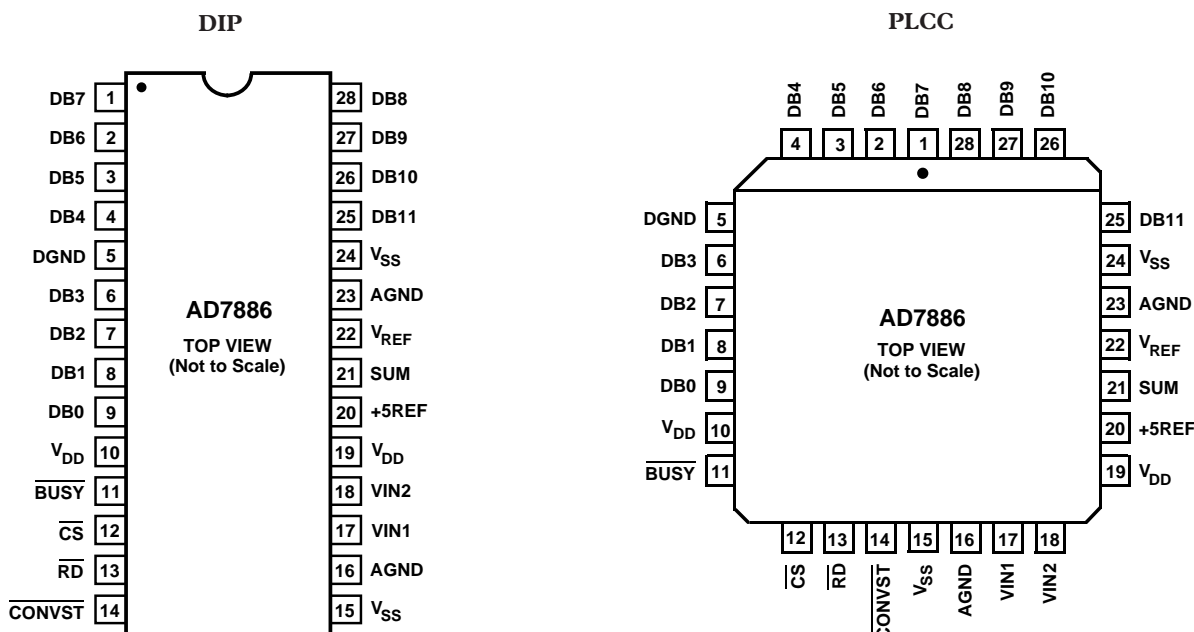 DIP
DB7 1
DB6 2
DB5 3
DB4 4
DGND 5
DB3 6
DB2 7
DB1 8
DB0 9
VDD 10
BUSY 11
CS 12
RD 13
CONVST 14
AD7886
TOP VIEW
(Not to Scale)
28 DB8
27 DB9
26 DB10
25 DB11
24 VSS
23 AGND
22 VREF
21 SUM
20 +5REF
19 VDD
18 VIN2
17 VIN1
16 AGND
15 VSS
PLCC
DB4 DB5 DB6 DB7 DB8 DB9 DB10
4 3 2 1 28 27 26
DGND 5
DB3 6
DB2 7
DB1 8
DB0 9
VDD 10
BUSY 11
AD7886
TOP VIEW
(Not to Scale)
25 DB11
24 VSS
23 AGND
22 VREF
21 SUM
20 +5REF
19 VDD
12 13 14 15 16 17 18
CS RD CONVST VSS AGND VIN1 VIN2